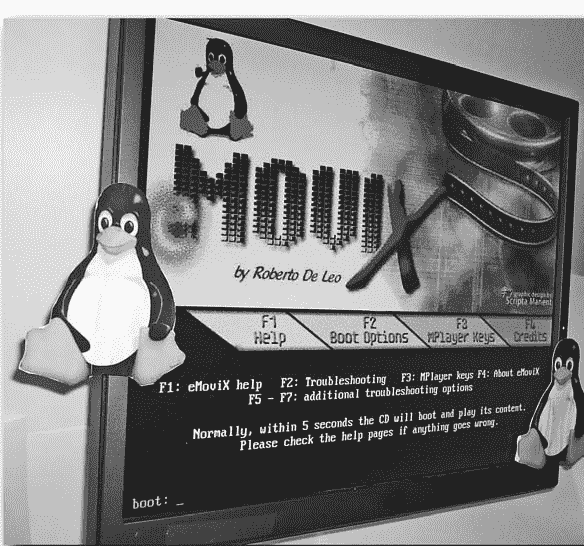 eMoviX
by Roberto De Leo
graphic design by
Scripta Manent
F1 F2 F3 F4
Help Boot Options MPlayer Keys Credits
F1: eMoviX help F2: Troubleshooting F3: MPlayer keys F4: About eMoviX
F5 - F7: additional troubleshooting options
Normally, within 5 seconds the CD will boot and play its content.
Please check the help pages if anything goes wrong.
boot: _